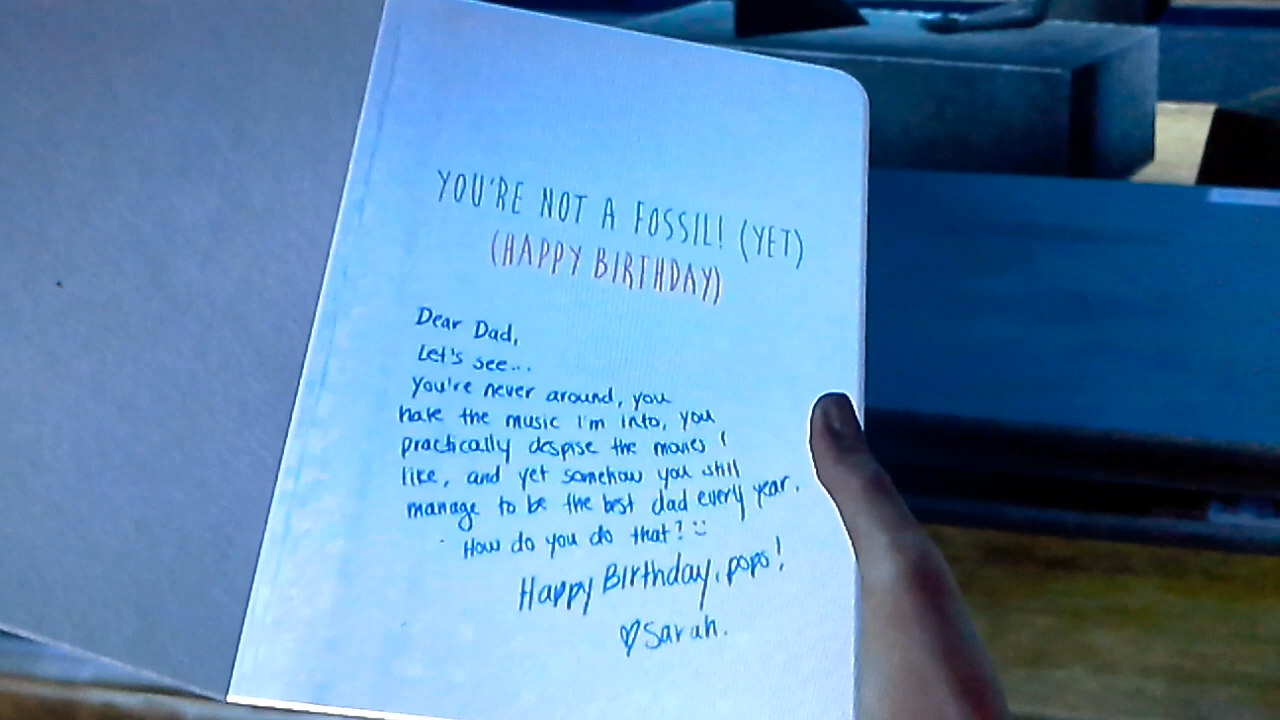 YOU'RE NOT A FOSSIL! (YET)
(HAPPY BIRTHDAY)
Dear Dad,
Let's see...
you're never around, you
hate the music I'm into, you
practically despise the movies I
like, and yet somehow you still
manage to be the best dad every year.
How do you do that? :)
Happy Birthday, pops!
♡ Sarah.